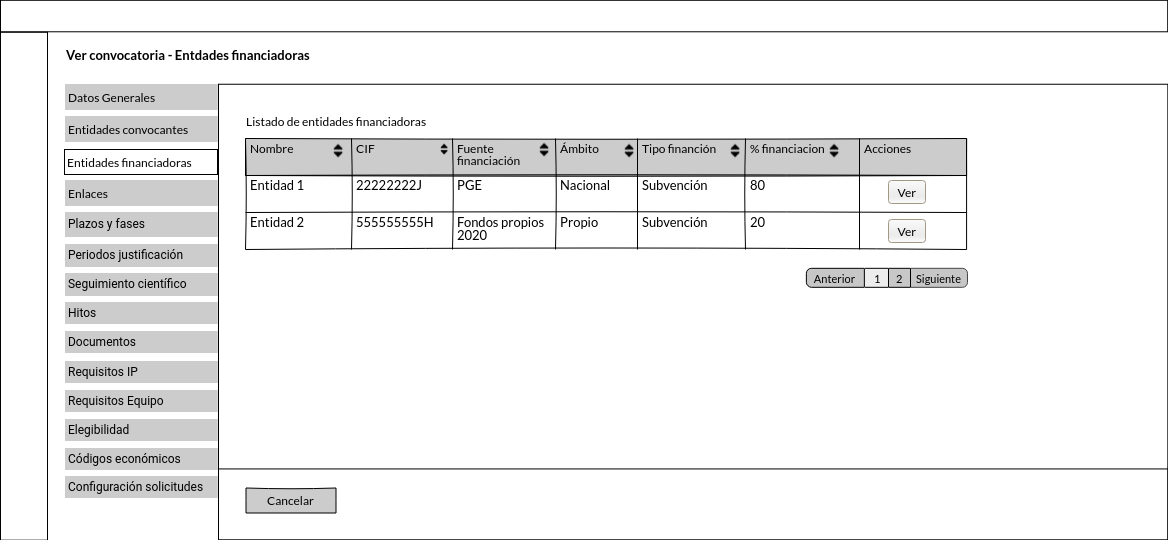 Ver convocatoria - Entdades financiadoras
Datos Generales
Entidades convocantes
Entidades financiadoras
Enlaces
Plazos y fases
Periodos justificación
Seguimiento científico
Hitos
Documentos
Requisitos IP
Requisitos Equipo
Elegibilidad
Códigos económicos
Configuración solicitudes
Listado de entidades financiadoras
Nombre CIF Fuente financiación Ámbito Tipo financión % financiacion Acciones
Entidad 1 22222222J PGE Nacional Subvención 80 Ver
Entidad 2 555555555H Fondos propios 2020 Propio Subvención 20 Ver
Anterior 1 2 Siguiente
Cancelar